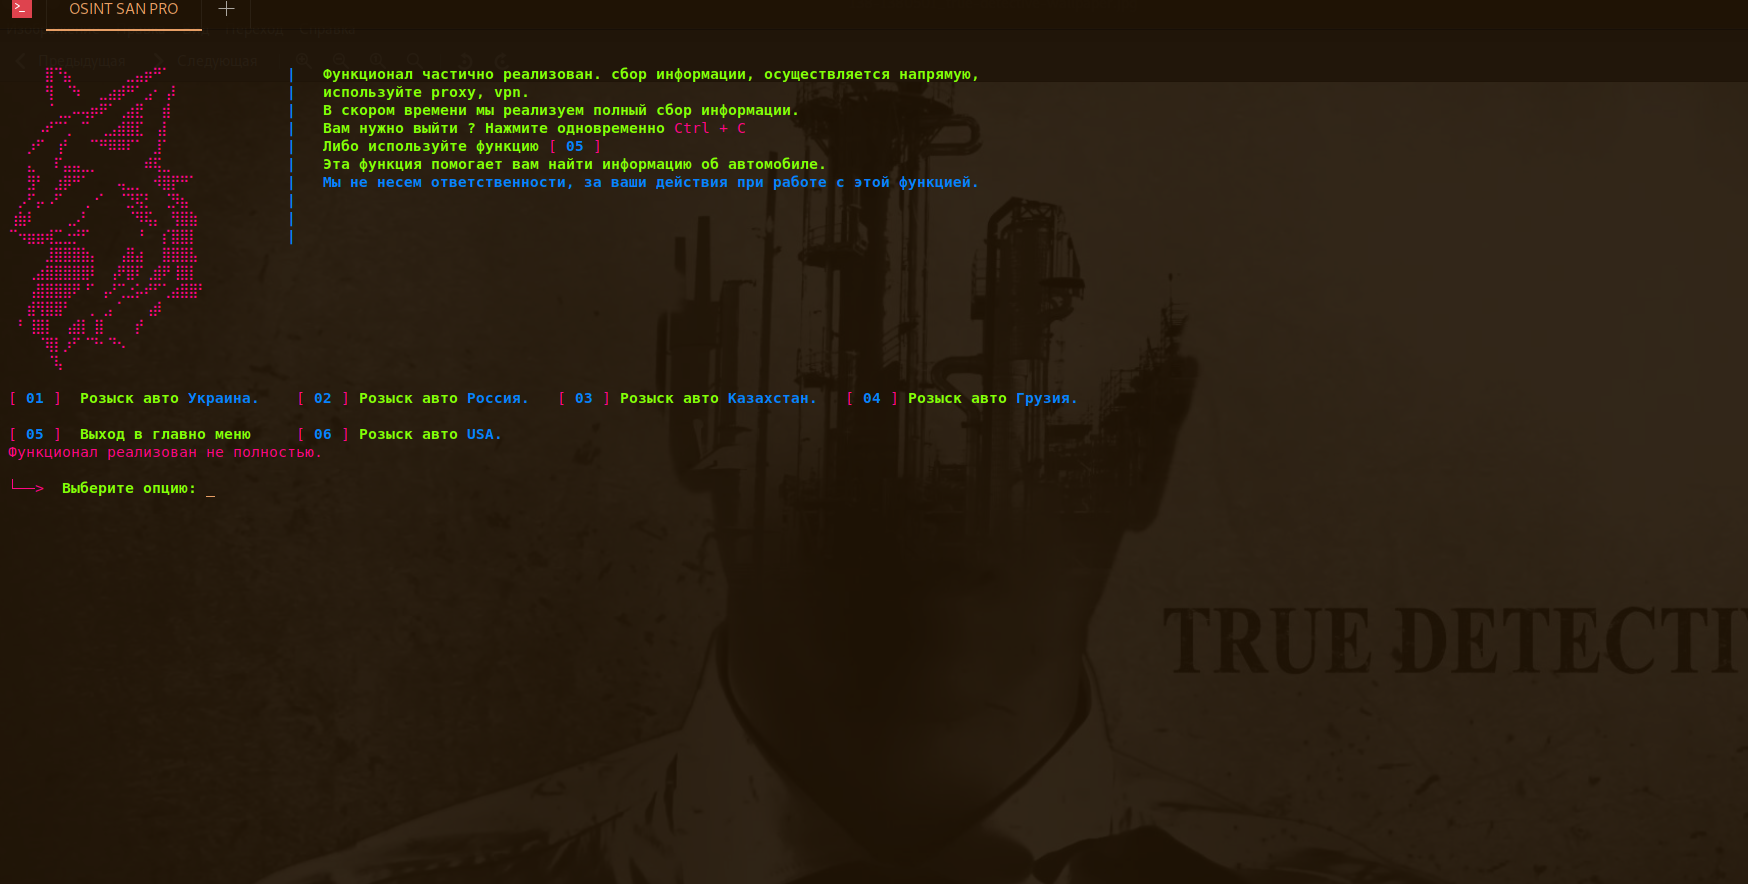 OSINT SAN PRO
Функционал частично реализован. сбор информации, осуществляется напрямую,
используйте proxy, vpn.
В скором времени мы реализуем полный сбор информации.
Вам нужно выйти ? Нажмите одновременно Ctrl + C
Либо используйте функцию [ 05 ]
Эта функция помогает вам найти информацию об автомобиле.
Мы не несем ответственности, за ваши действия при работе с этой функцией.
[ 01 ] Розыск авто Украина. [ 02 ] Розыск авто Россия. [ 03 ] Розыск авто Казахстан. [ 04 ] Розыск авто Грузия.
[ 05 ] Выход в главно меню [ 06 ] Розыск авто USA.
Функционал реализован не полностью.
└──> Выберите опцию: _
TRUE DETECTI